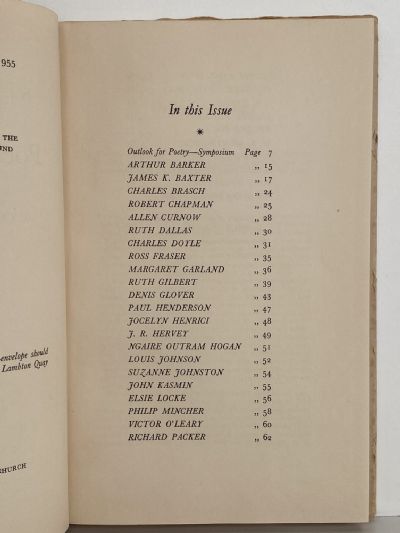 955
THE
ND
-envelope should
Lambton Quay
HURCH
In this Issue
*
Outlook for Poetry—Symposium Page 7
ARTHUR BARKER „ 15
JAMES K. BAXTER „ 17
CHARLES BRASCH „ 24
ROBERT CHAPMAN „ 25
ALLEN CURNOW „ 28
RUTH DALLAS „ 30
CHARLES DOYLE „ 31
ROSS FRASER „ 35
MARGARET GARLAND „ 36
RUTH GILBERT „ 39
DENIS GLOVER „ 43
PAUL HENDERSON „ 47
JOCELYN HENRICI „ 48
J. R. HERVEY „ 49
NGAIRE OUTRAM HOGAN „ 51
LOUIS JOHNSON „ 52
SUZANNE JOHNSTON „ 54
JOHN KASMIN „ 55
ELSIE LOCKE „ 56
PHILIP MINCHER „ 58
VICTOR O'LEARY „ 60
RICHARD PACKER „ 62